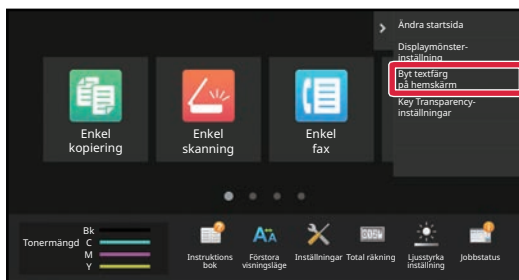 Ändra startsida
Displaymönster-
inställning
Byt textfärg
på hemskärm
Key Transparency-
inställningar
Enkel
kopiering
Enkel
skanning
Enkel
fax
Tonermängd
Bk
C
M
Y
Instruktions
bok
Förstora
visningsläge
Inställningar
Total räkning
Ljusstyrka
inställning
Jobbstatus